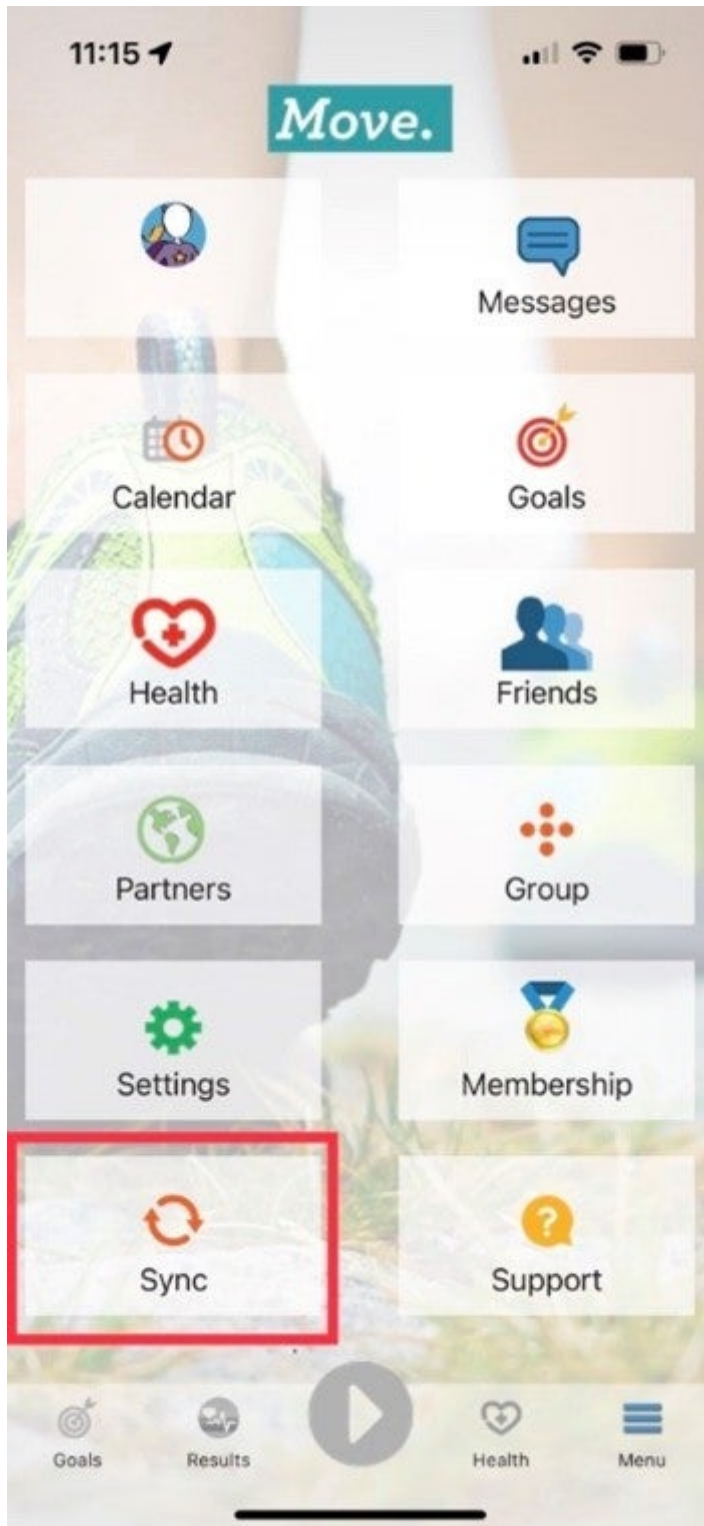 11:15
Move.
Messages
Calendar
Goals
Health
Friends
Partners
Group
Settings
Membership
Sync
Support
Goals
Results
Health
Menu